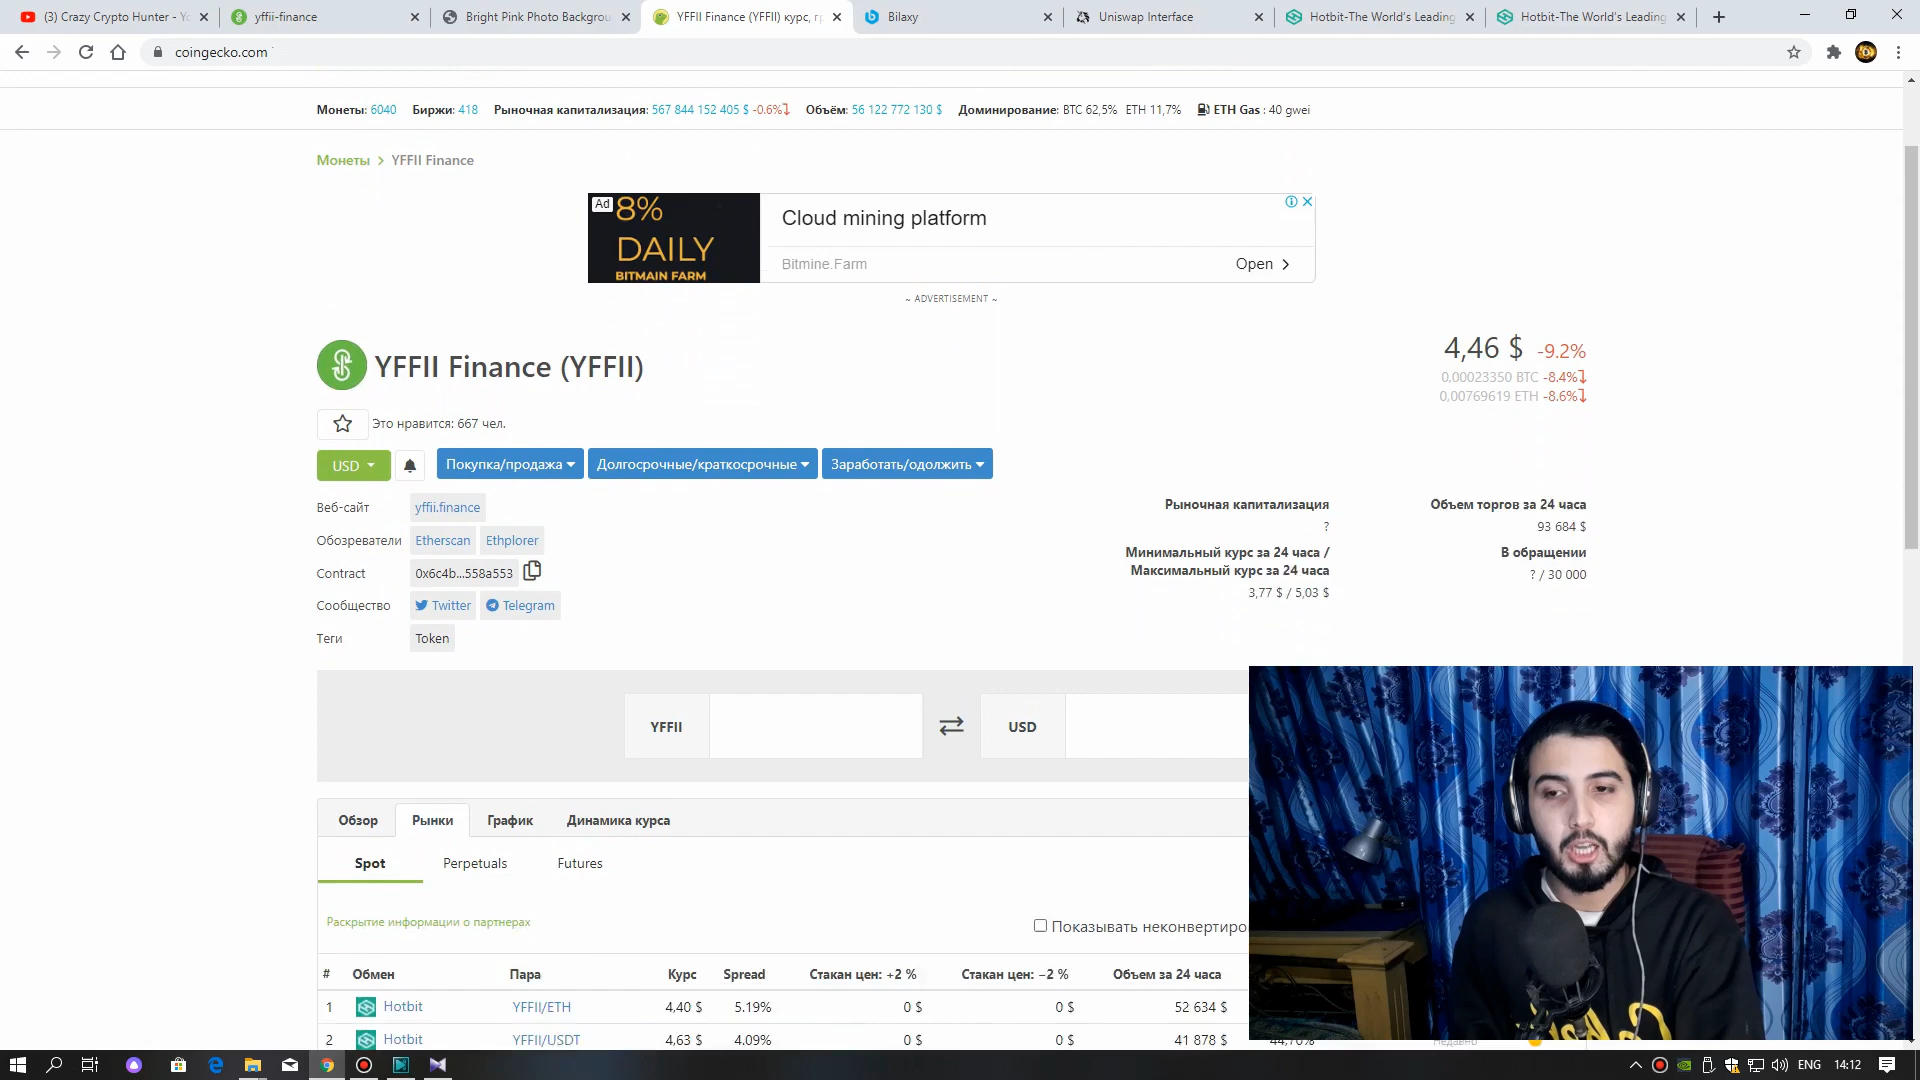 (3) Crazy Crypto Hunter - Yo
yffii-finance
Bright Pink Photo Backgrou
YFFII Finance (YFFII) курс, гр
Bilaxy
Uniswap Interface
Hotbit-The World's Leading
Hotbit-The World's Leading
coingecko.com
Монеты: 6040 Биржи: 418 Рыночная капитализация: 567 844 152 405 $ -0.6% Объём: 56 122 772 130 $ Доминирование: BTC 62,5% ETH 11,7% ETH Gas : 40 gwei
Монеты > YFFII Finance
Ad 8%
DAILY
BITMAIN FARM
Cloud mining platform
Bitmine.Farm
Open >
~ ADVERTISEMENT ~
YFFII Finance (YFFII)
4,46 $ -9.2%
0,00023350 BTC -8.4%
0,00769619 ETH -8.6%
Это нравится: 667 чел.
USD
Покупка/продажа
Долгосрочные/краткосрочные
Заработать/одолжить
Веб-сайт yffii.finance
Обозреватели Etherscan Ethplorer
Contract 0x6c4b...558a553
Сообщество Twitter Telegram
Теги Token
Рыночная капитализация
?
Минимальный курс за 24 часа /
Максимальный курс за 24 часа
3,77 $ / 5,03 $
Объем торгов за 24 часа
93 684 $
В обращении
? / 30 000
YFFII
USD
Обзор Рынки График Динамика курса
Spot Perpetuals Futures
Раскрытие информации о партнерах
Показывать неконвертиро
# Обмен Пара Курс Spread Стакан цен: +2 % Стакан цен: −2 % Объем за 24 часа
1 Hotbit YFFII/ETH 4,40 $ 5.19% 0 $ 0 $ 52 634 $
2 Hotbit YFFII/USDT 4,63 $ 4.09% 0 $ 0 $ 41 878 $ 44,70% Недавно
ENG 14:12